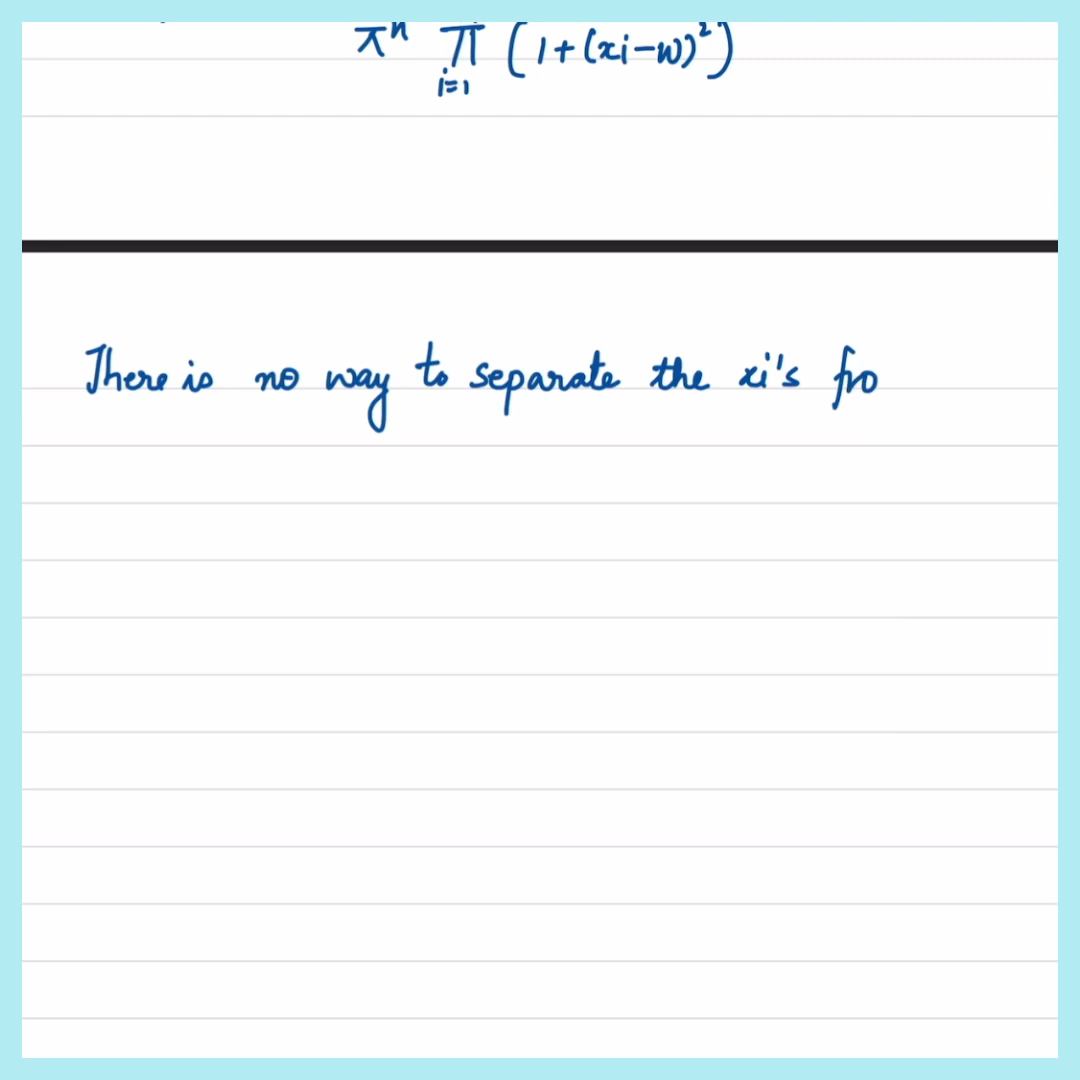 πⁿ ∏ (1+(xi-w)²)
i=1
There is no way to separate the xi's fro